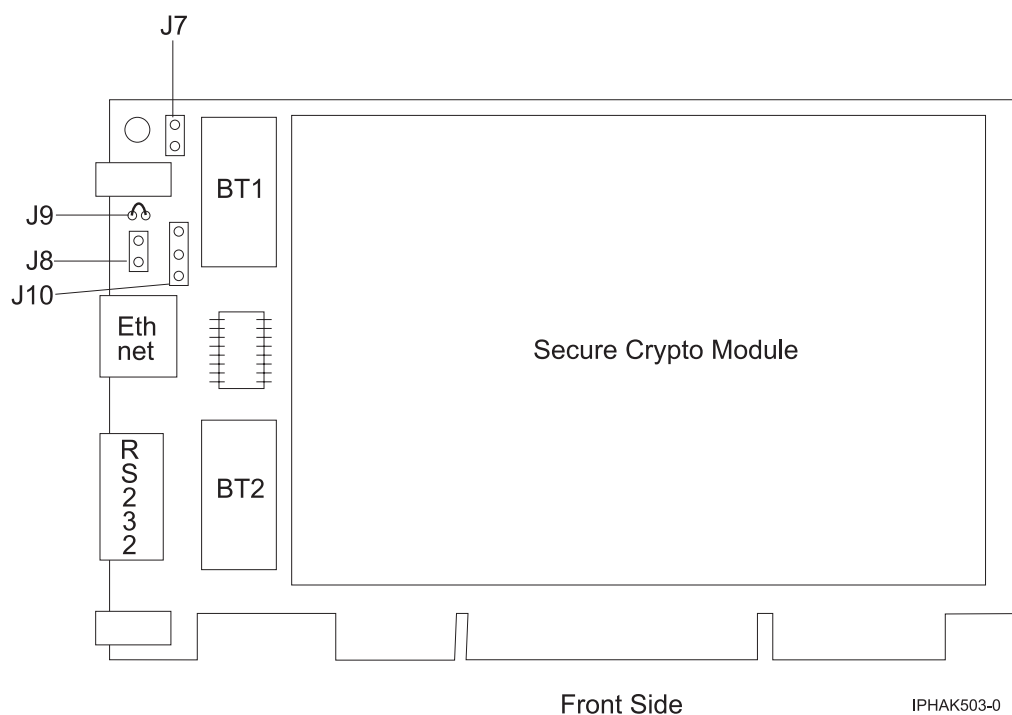 J7
BT1
J9
J8
J10
Eth
net
Secure Crypto Module
R
S
2
3
2
BT2
Front Side
IPHAK503-0